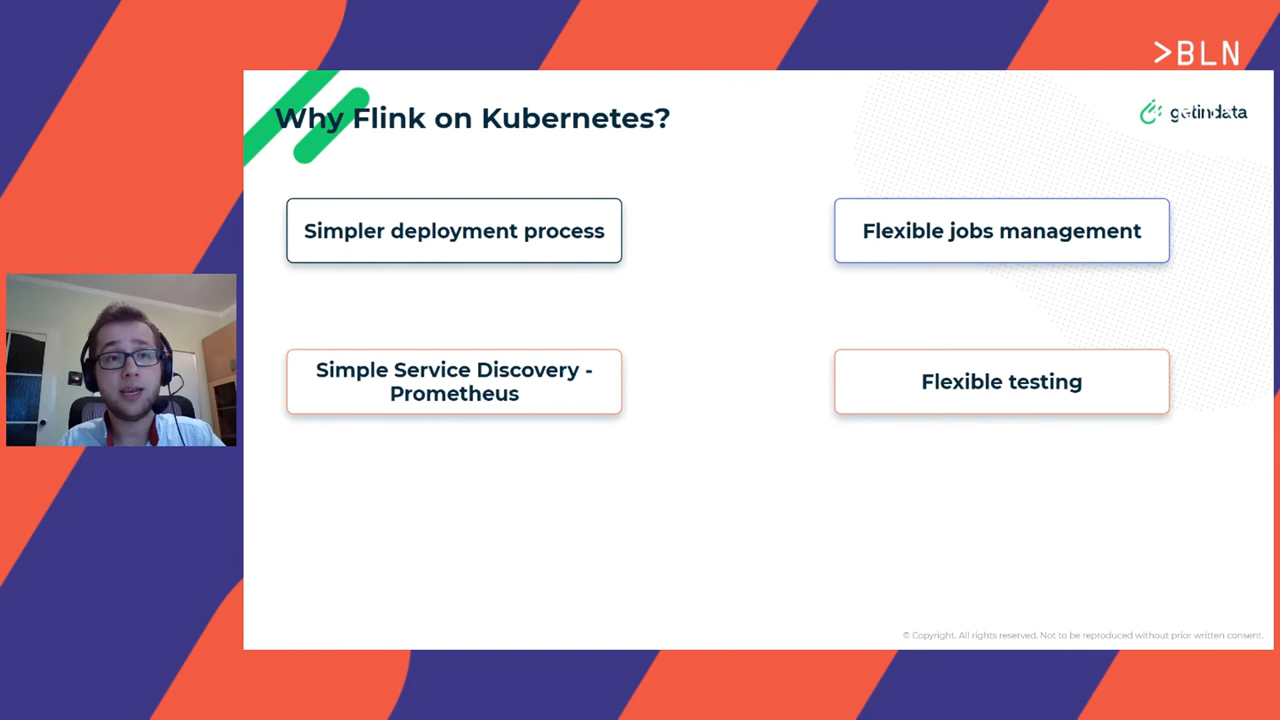 >BLN
Why Flink on Kubernetes?
getindata
Simpler deployment process
Flexible jobs management
Simple Service Discovery -
Prometheus
Flexible testing
© Copyright. All rights reserved. Not to be reproduced without prior written consent.